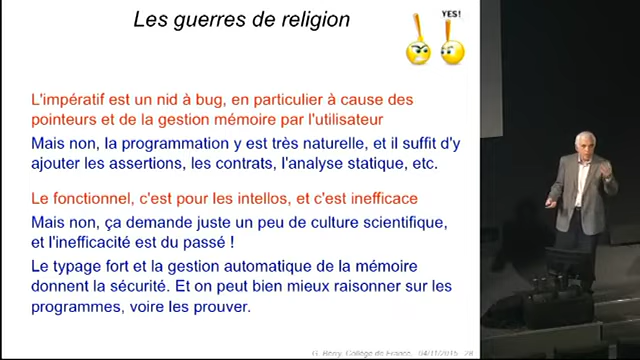 Les guerres de religion
YES!
L'impératif est un nid à bug, en particulier à cause des
pointeurs et de la gestion mémoire par l'utilisateur
Mais non, la programmation y est très naturelle, et il suffit d'y
ajouter les assertions, les contrats, l'analyse statique, etc.
Le fonctionnel, c'est pour les intellos, et c'est inefficace
Mais non, ça demande juste un peu de culture scientifique,
et l'inefficacité est du passé !
Le typage fort et la gestion automatique de la mémoire
donnent la sécurité. Et on peut bien mieux raisonner sur les
programmes, voire les prouver.
G. Berry, Collège de France, 04/11/2015 28